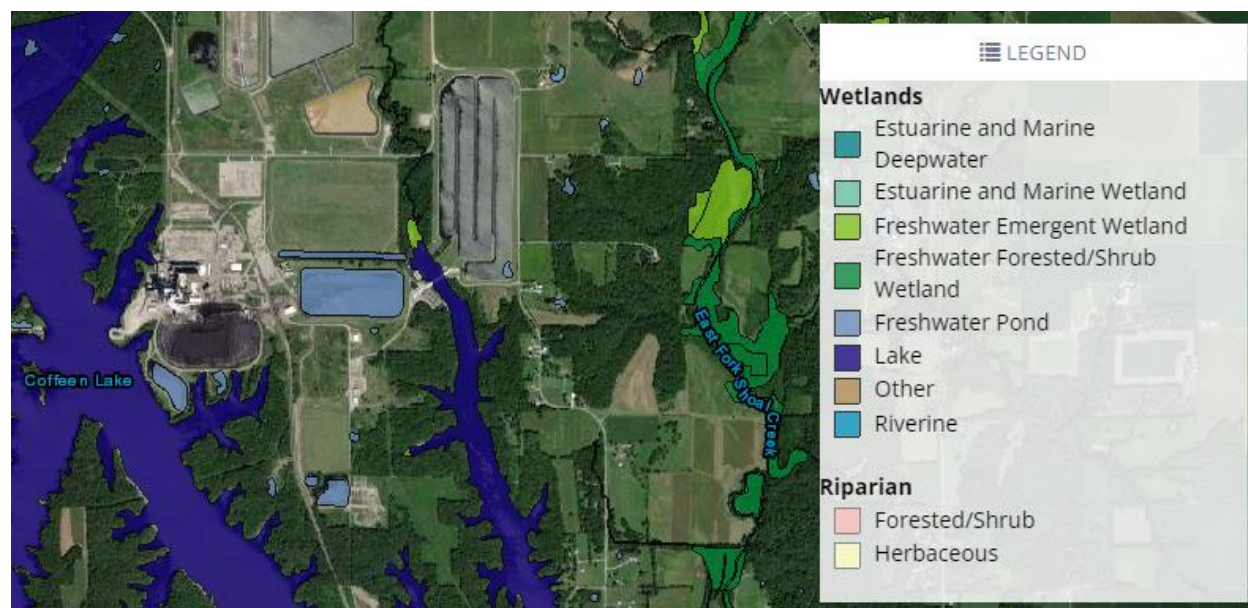 LEGEND
Wetlands
Estuarine and Marine
Deepwater
Estuarine and Marine Wetland
Freshwater Emergent Wetland
Freshwater Forested/Shrub
Wetland
Freshwater Pond
Lake
Other
Riverine
Riparian
Forested/Shrub
Herbaceous
Coffeen Lake
East Fork Shoal Creek